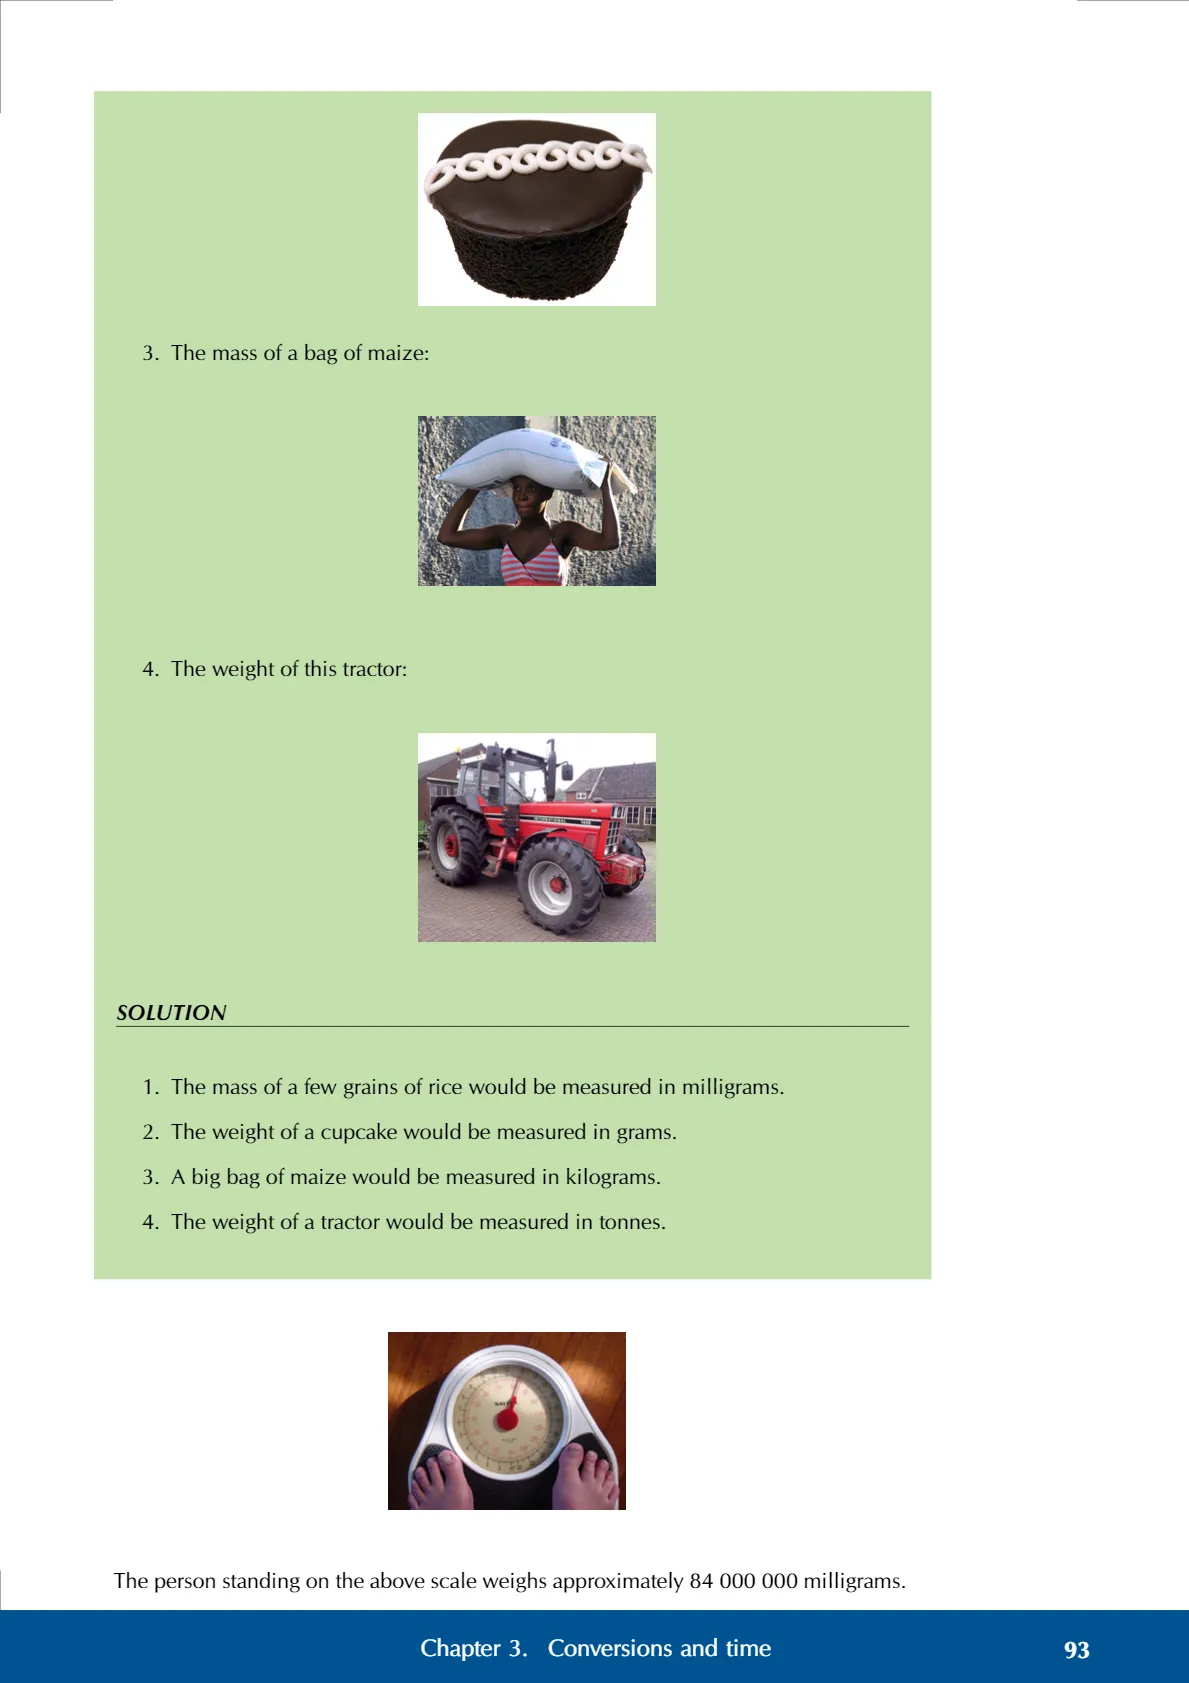 3. The mass of a bag of maize:
4. The weight of this tractor:
INTERNATIONAL
SOLUTION
1. The mass of a few grains of rice would be measured in milligrams.
2. The weight of a cupcake would be measured in grams.
3. A big bag of maize would be measured in kilograms.
4. The weight of a tractor would be measured in tonnes.
The person standing on the above scale weighs approximately 84 000 000 milligrams.
Chapter 3. Conversions and time 93